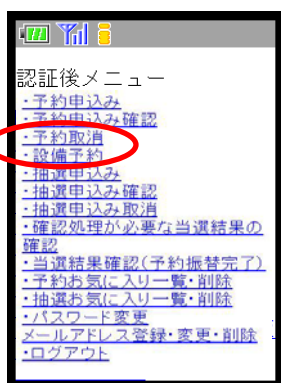 認証後メニュー
・予約申込み
・予約申込み確認
・予約取消
・設備予約
・抽選申込み
・抽選申込み確認
・抽選申込み取消
・確認処理が必要な当選結果の
確認
・当選結果確認(予約振替完了)
・予約お気に入り一覧・削除
・抽選お気に入り一覧・削除
・パスワード変更
メールアドレス登録・変更・削除
・ログアウト